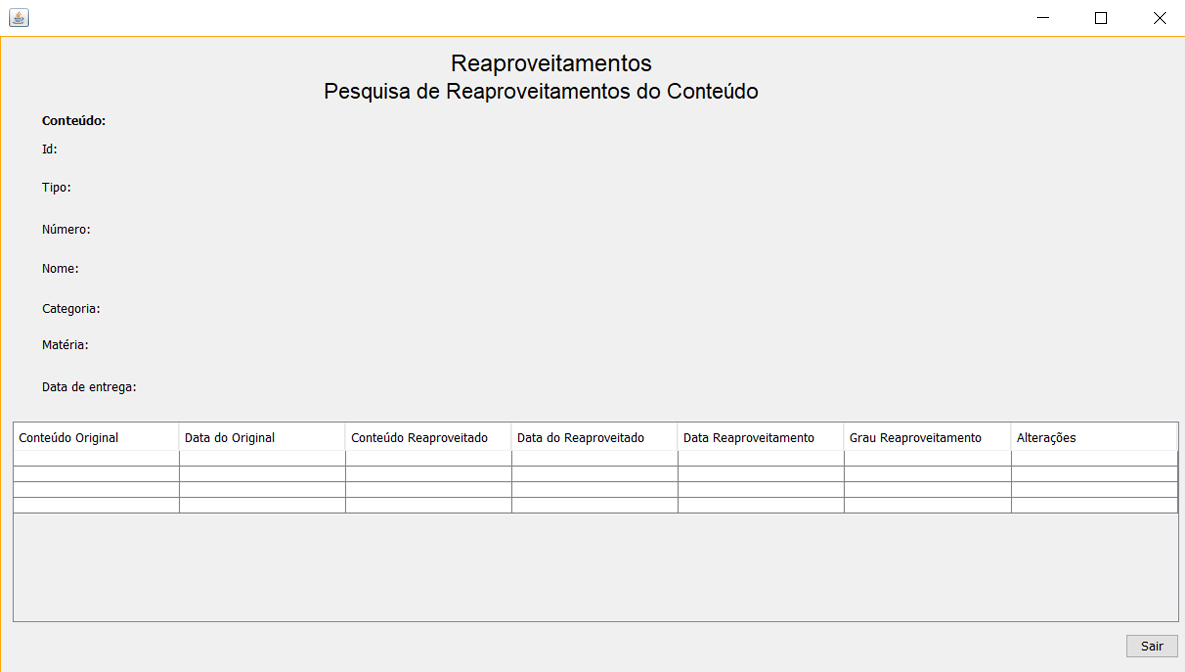 Reaproveitamentos
Pesquisa de Reaproveitamentos do Conteúdo
Conteúdo:
Id:
Tipo:
Número:
Nome:
Categoria:
Matéria:
Data de entrega:
Conteúdo Original Data do Original Conteúdo Reaproveitado Data do Reaproveitado Data Reaproveitamento Grau Reaproveitamento Alterações
Sair